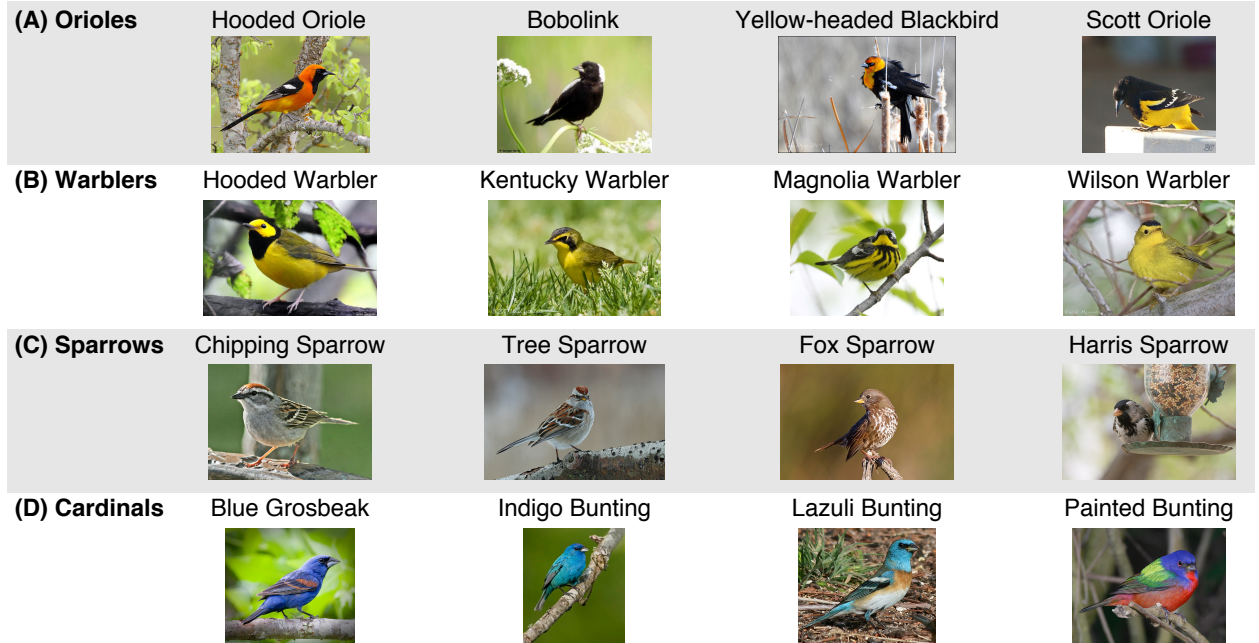 (A) Orioles Hooded Oriole Bobolink Yellow-headed Blackbird Scott Oriole
(B) Warblers Hooded Warbler Kentucky Warbler Magnolia Warbler Wilson Warbler
(C) Sparrows Chipping Sparrow Tree Sparrow Fox Sparrow Harris Sparrow
(D) Cardinals Blue Grosbeak Indigo Bunting Lazuli Bunting Painted Bunting